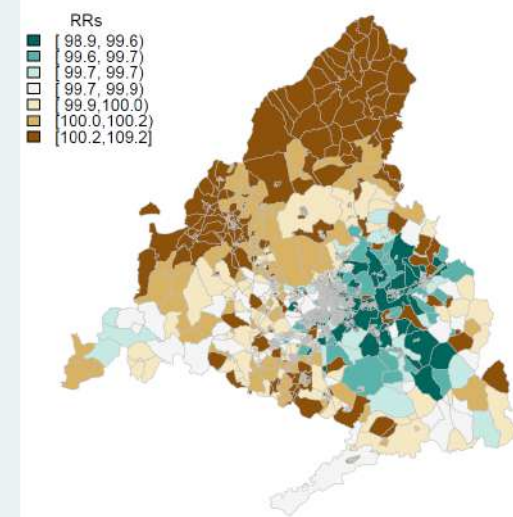 RRs
[ 98.9, 99.6)
[ 99.6, 99.7)
[ 99.7, 99.7)
[ 99.7, 99.9)
[ 99.9,100.0)
[100.0,100.2)
[100.2,109.2]